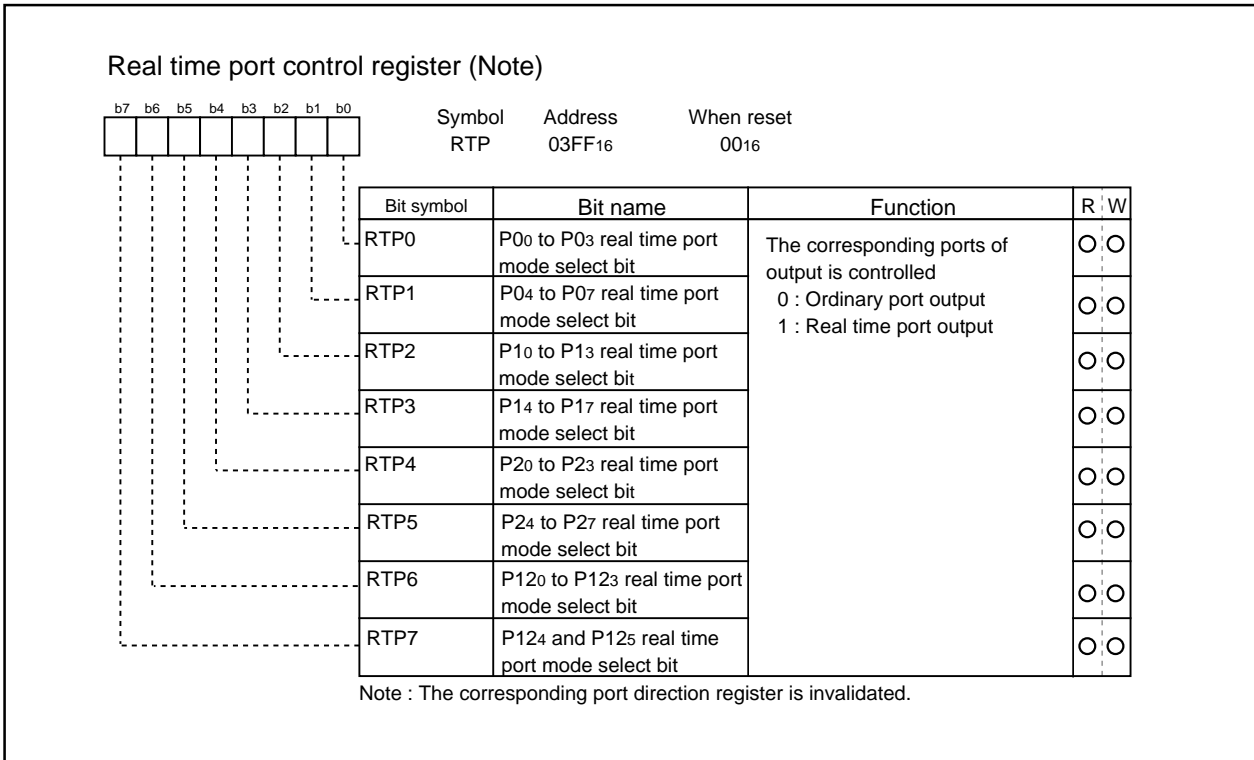 Real time port control register (Note)
b7 b6 b5 b4 b3 b2 b1 b0
Symbol Address When reset
RTP 03FF16 0016
Bit symbol Bit name Function R W
RTP0 P00 to P03 real time port
mode select bit
The corresponding ports of
output is controlled
0 : Ordinary port output
1 : Real time port output
RTP1 P04 to P07 real time port
mode select bit
RTP2 P10 to P13 real time port
mode select bit
RTP3 P14 to P17 real time port
mode select bit
RTP4 P20 to P23 real time port
mode select bit
RTP5 P24 to P27 real time port
mode select bit
RTP6 P120 to P123 real time port
mode select bit
RTP7 P124 and P125 real time
port mode select bit
Note : The corresponding port direction register is invalidated.